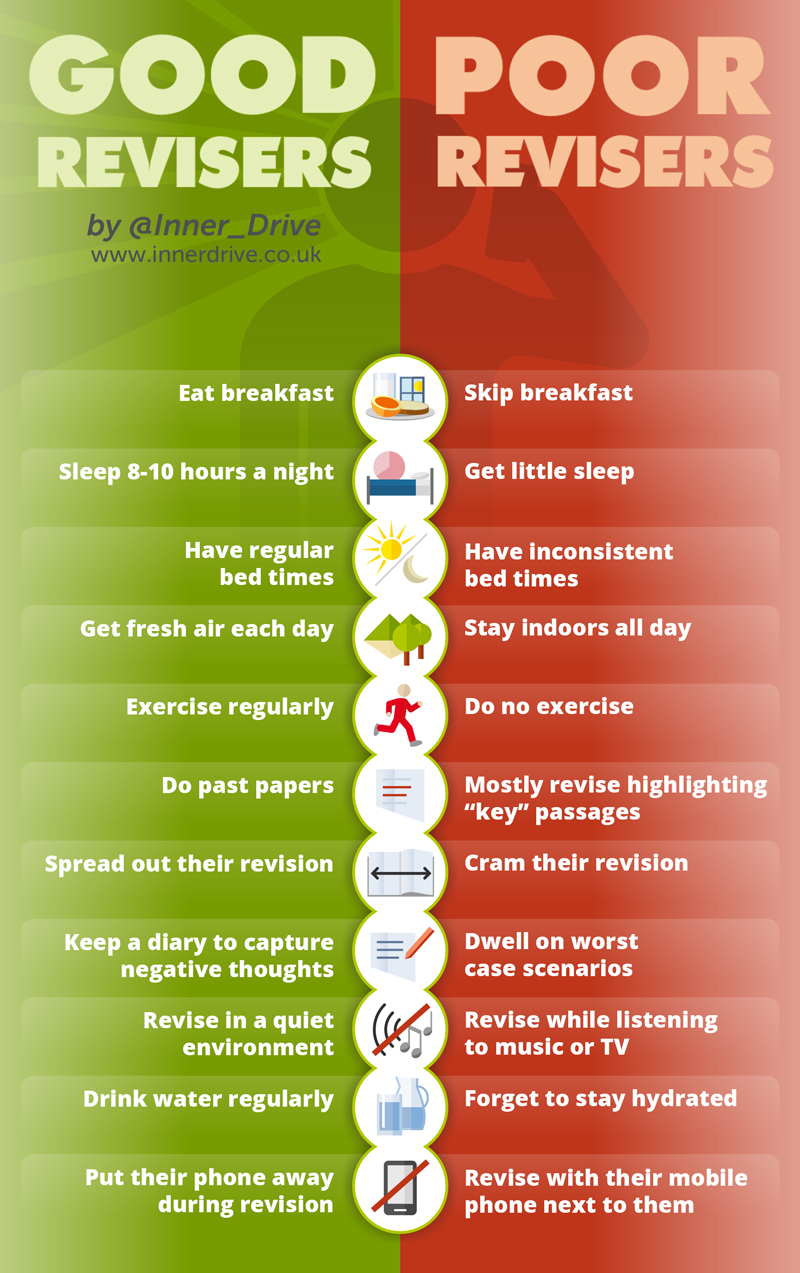 GOOD
REVISERS
by @Inner_Drive
www.innerdrive.co.uk
POOR
REVISERS
Eat breakfast
Skip breakfast
Sleep 8-10 hours a night
Get little sleep
Have regular
bed times
Have inconsistent
bed times
Get fresh air each day
Stay indoors all day
Exercise regularly
Do no exercise
Do past papers
Mostly revise highlighting
“key” passages
Spread out their revision
Cram their revision
Keep a diary to capture
negative thoughts
Dwell on worst
case scenarios
Revise in a quiet
environment
Revise while listening
to music or TV
Drink water regularly
Forget to stay hydrated
Put their phone away
during revision
Revise with their mobile
phone next to them